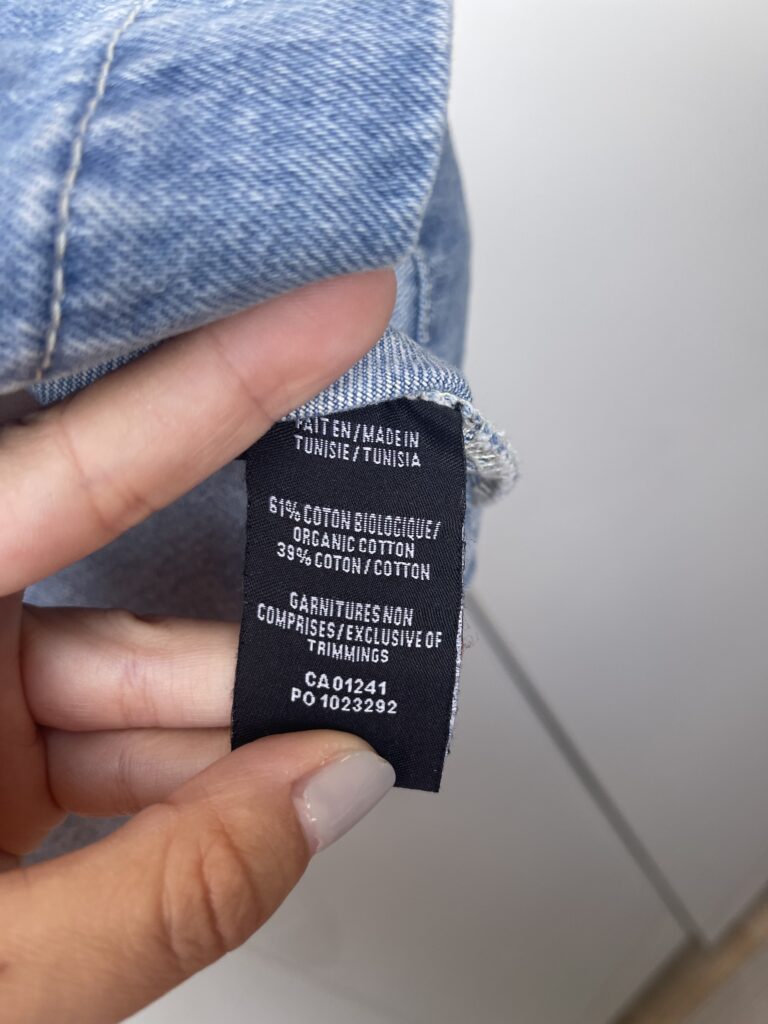 FAIT EN / MADE IN
TUNISIE / TUNISIA
61% COTON BIOLOGIQUE/
ORGANIC COTTON
39% COTON / COTTON
GARNITURES NON
COMPRISES / EXCLUSIVE OF
TRIMMINGS
CA 01241
PO 1023292